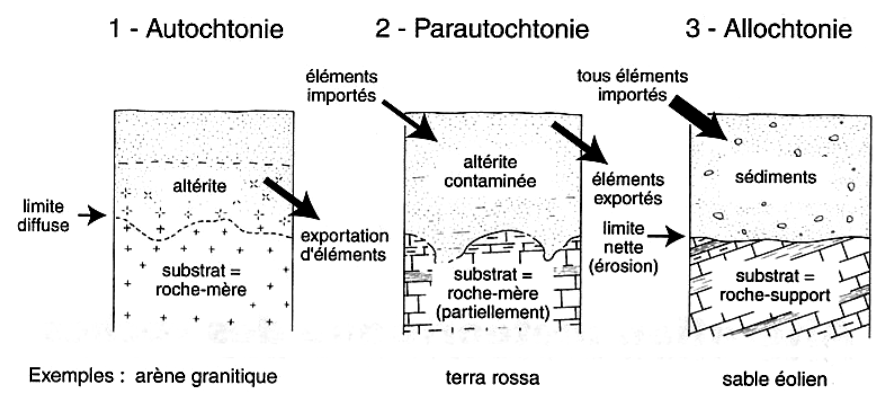 1 - Autochtonie
2 - Parautochtonie
3 - Allochtonie
éléments
importés
tous éléments
importés
altérite
limite
diffuse
exportation
d'éléments
substrat =
roche-mère
altérite
contaminée
éléments
exportés
substrat =
roche-mère
(partiellement)
sédiments
limite
nette
(érosion)
substrat =
roche-support
Exemples : arène granitique
terra rossa
sable éolien